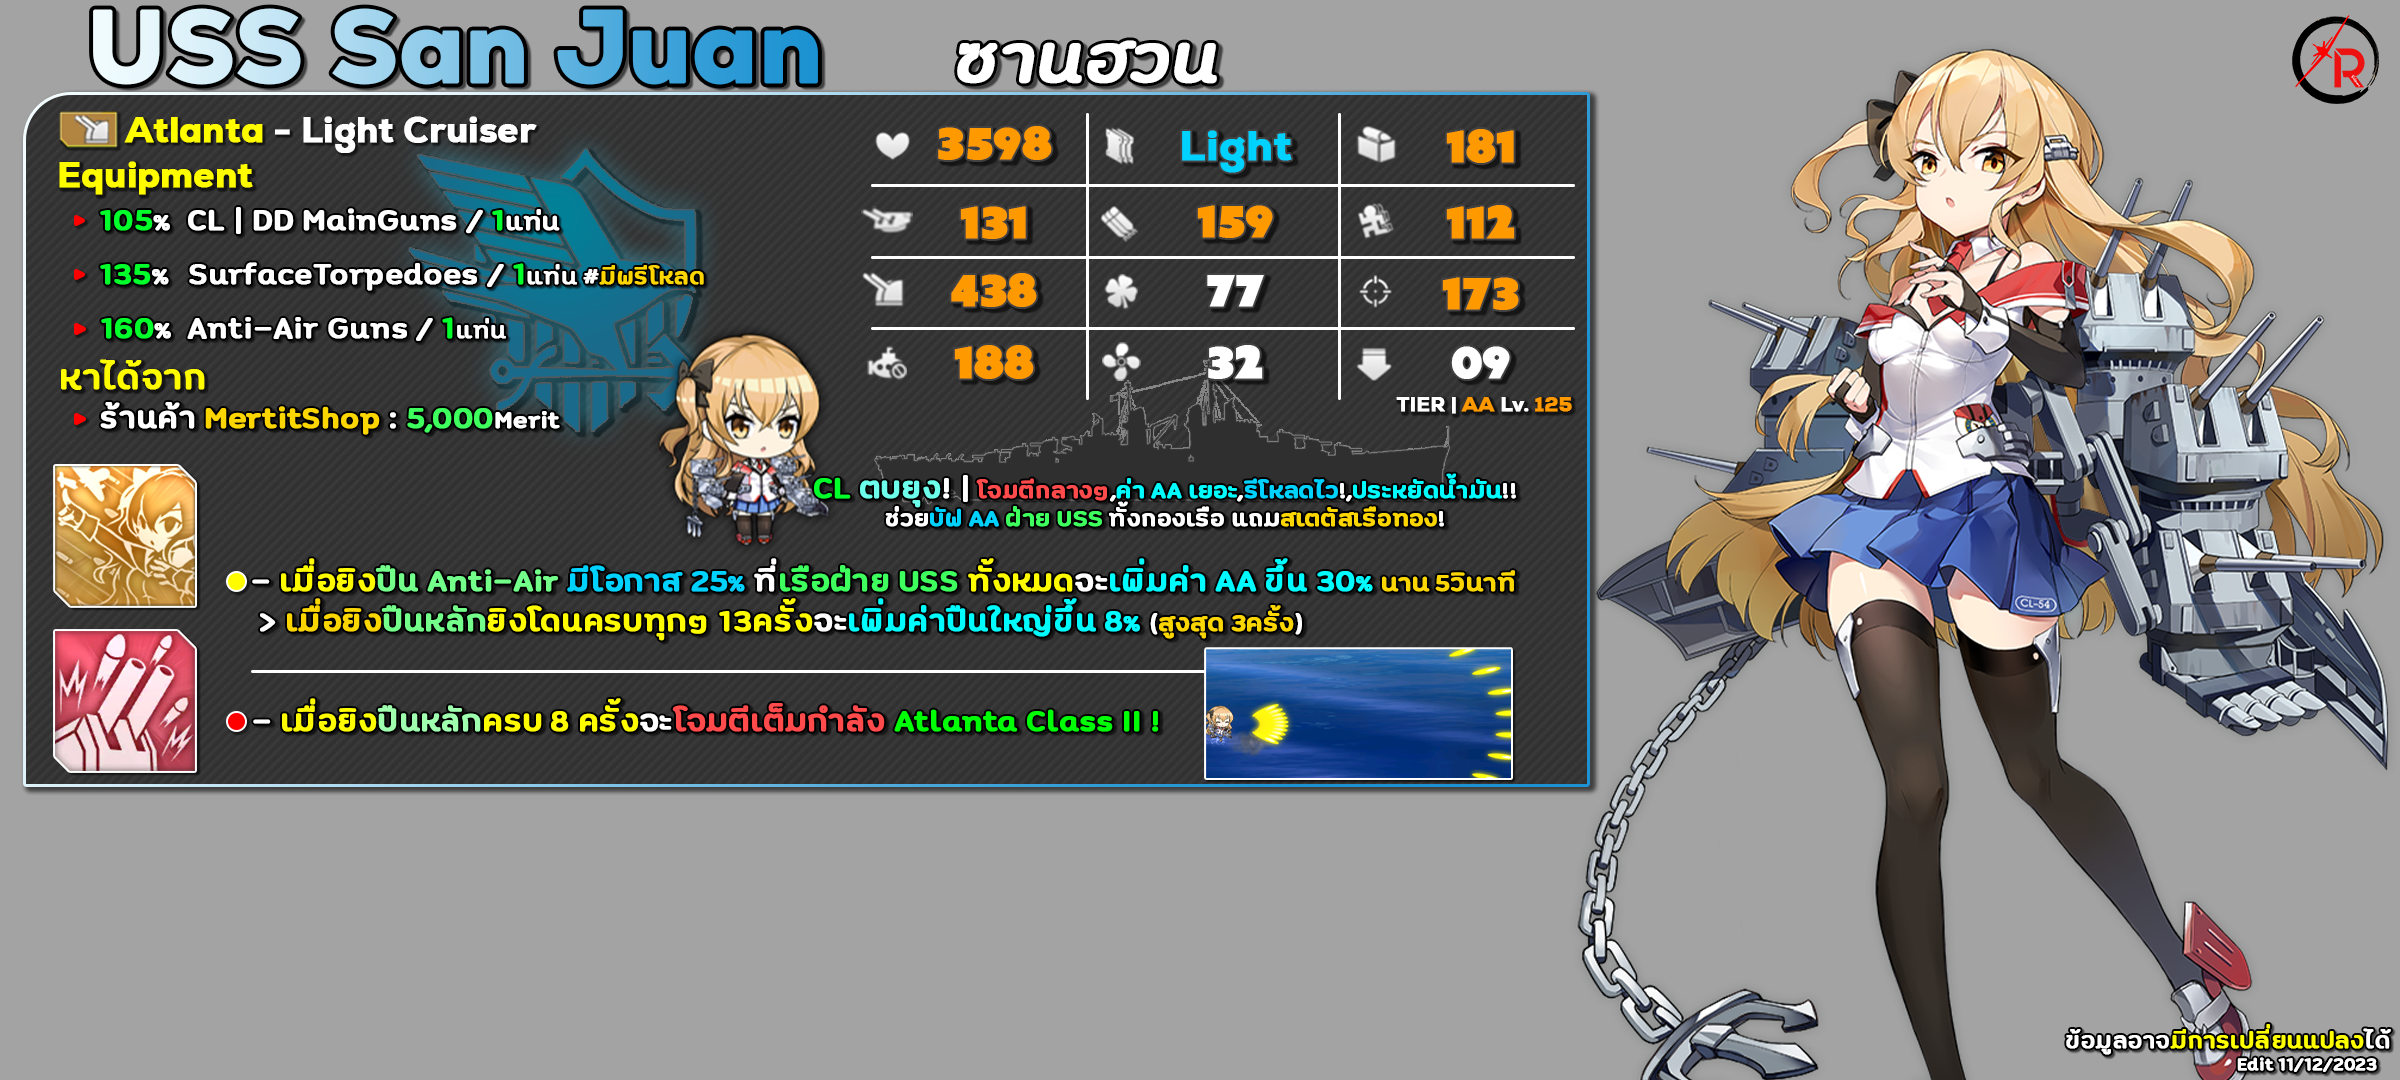 USS San Juan
ซานฮวน
R
Atlanta - Light Cruiser
Equipment
105% CL | DD MainGuns / 1แท่น
135% SurfaceTorpedoes / 1แท่น #มีพรีโหลด
160% Anti-Air Guns / 1แท่น
หาได้จาก
ร้านค้า MertitShop : 5,000Merit
3598 Light 181
131 159 112
438 77 173
188 32 09
TIER | AA Lv. 125
CL ตบยุง! | โจมตีกลางๆ,ค่า AA เยอะ,รีโหลดไว!,ประหยัดน้ำมัน!!
ช่วยบัฟ AA ฝ่าย USS ทั้งกองเรือ แถมสเตตัสเรือทอง!
- เมื่อยิงปืน Anti-Air มีโอกาส 25% ที่เรือฝ่าย USS ทั้งหมดจะเพิ่มค่า AA ขึ้น 30% นาน 5วินาที
> เมื่อยิงปืนหลักยิงโดนครบทุกๆ 13ครั้งจะเพิ่มค่าปืนใหญ่ขึ้น 8% (สูงสุด 3ครั้ง)
- เมื่อยิงปืนหลักครบ 8 ครั้งจะโจมตีเต็มกำลัง Atlanta Class II !
CL-54
ข้อมูลอาจมีการเปลี่ยนแปลงได้
Edit 11/12/2023